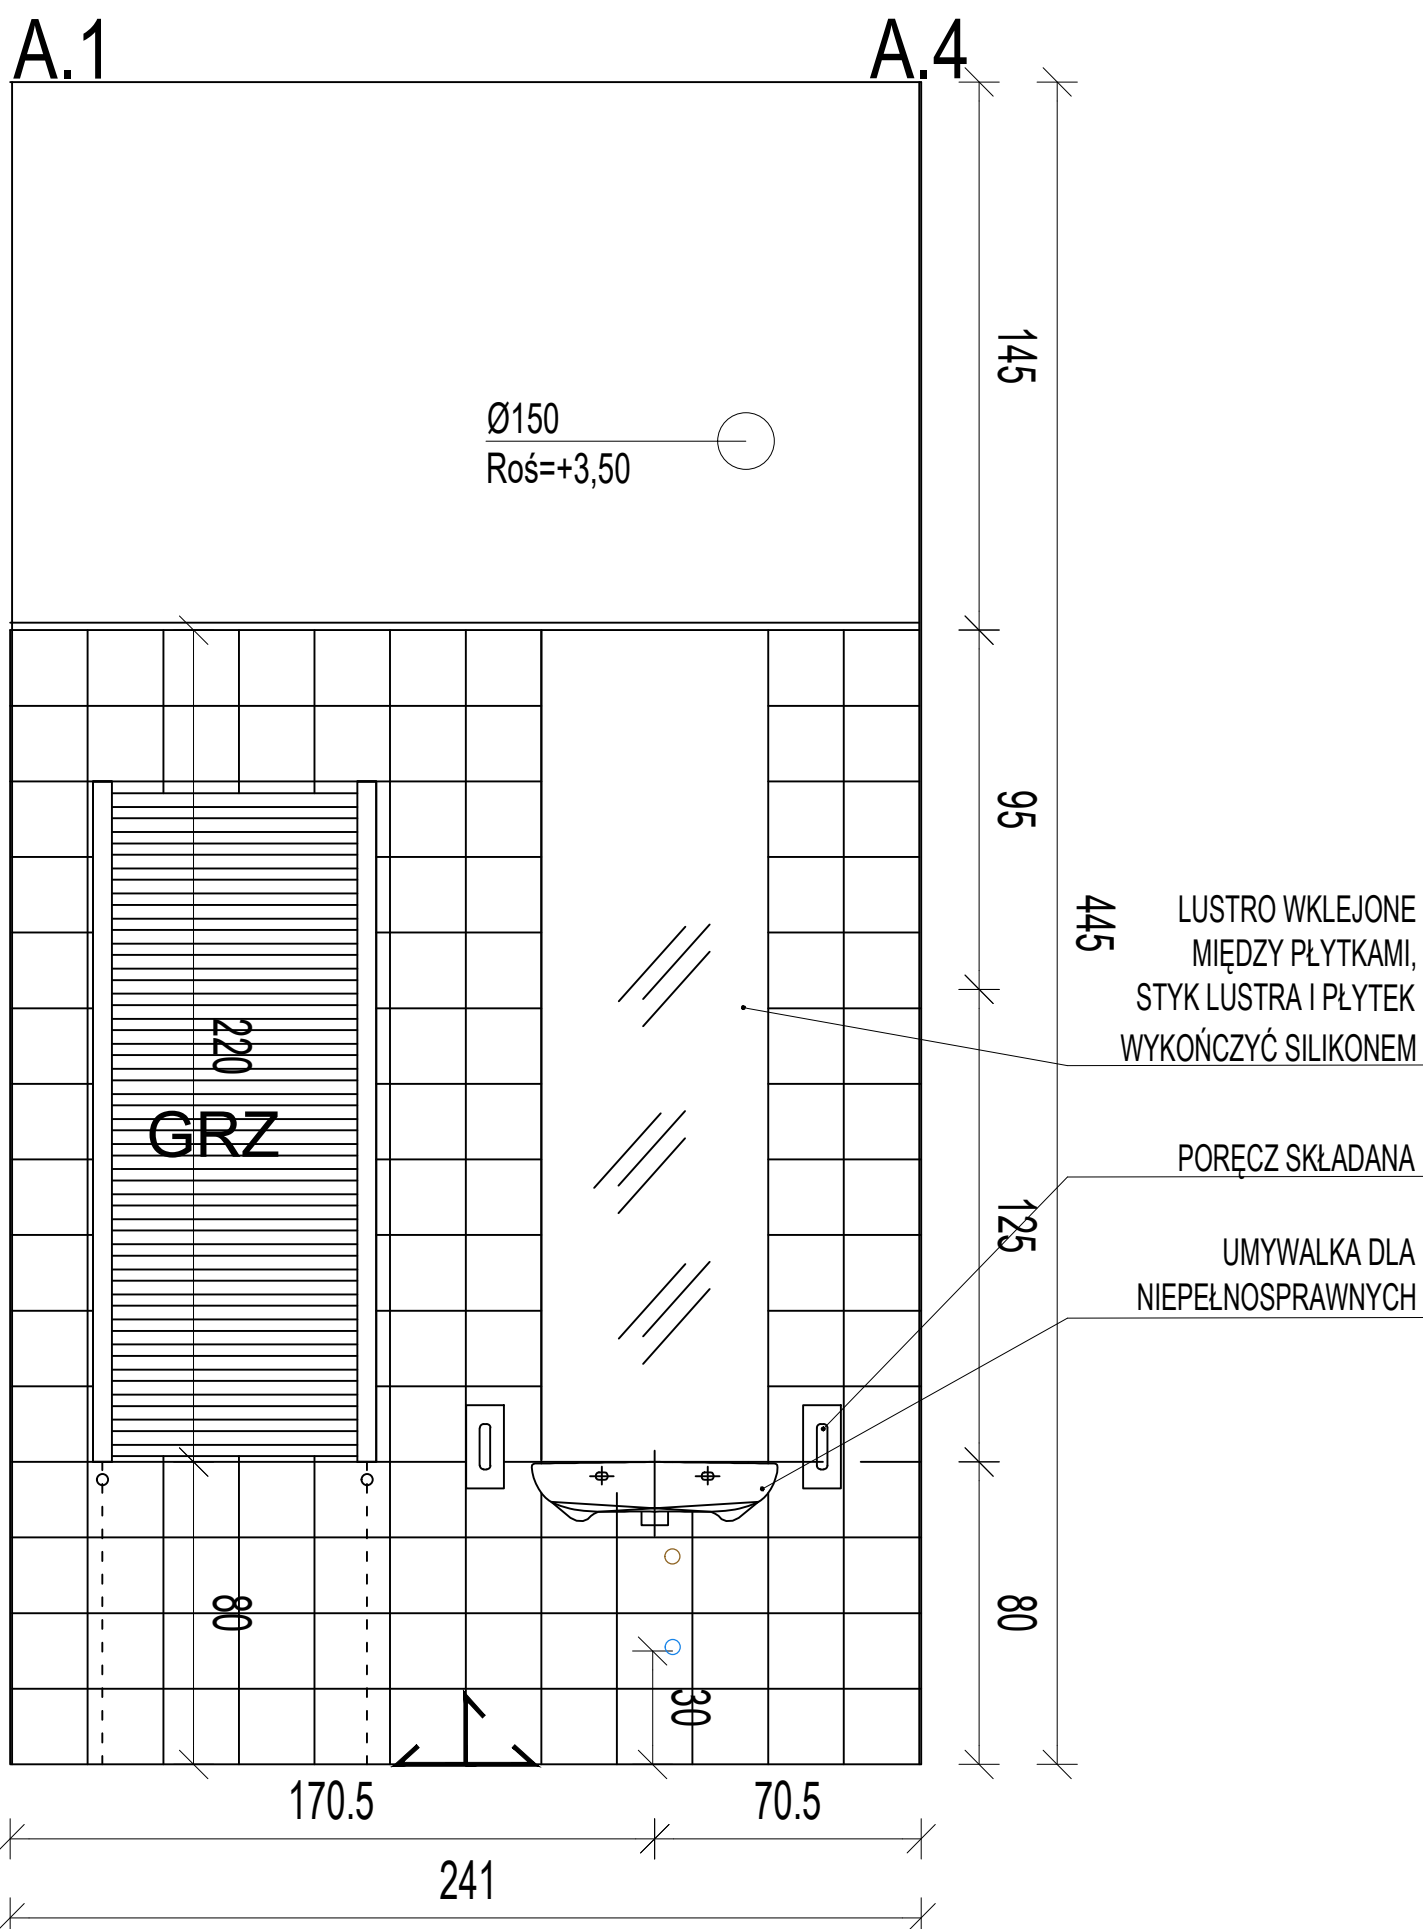 A.1
A.4
145
Ø150
Roś=+3,50
95
445
LUSTRO WKLEJONE
MIĘDZY PŁYTKAMI,
STYK LUSTRA I PŁYTEK
WYKOŃCZYĆ SILIKONEM
220
GRZ
PORĘCZ SKŁADANA
125
UMYWALKA DLA
NIEPEŁNOSPRAWNYCH
80
80
30
170.5
70.5
241